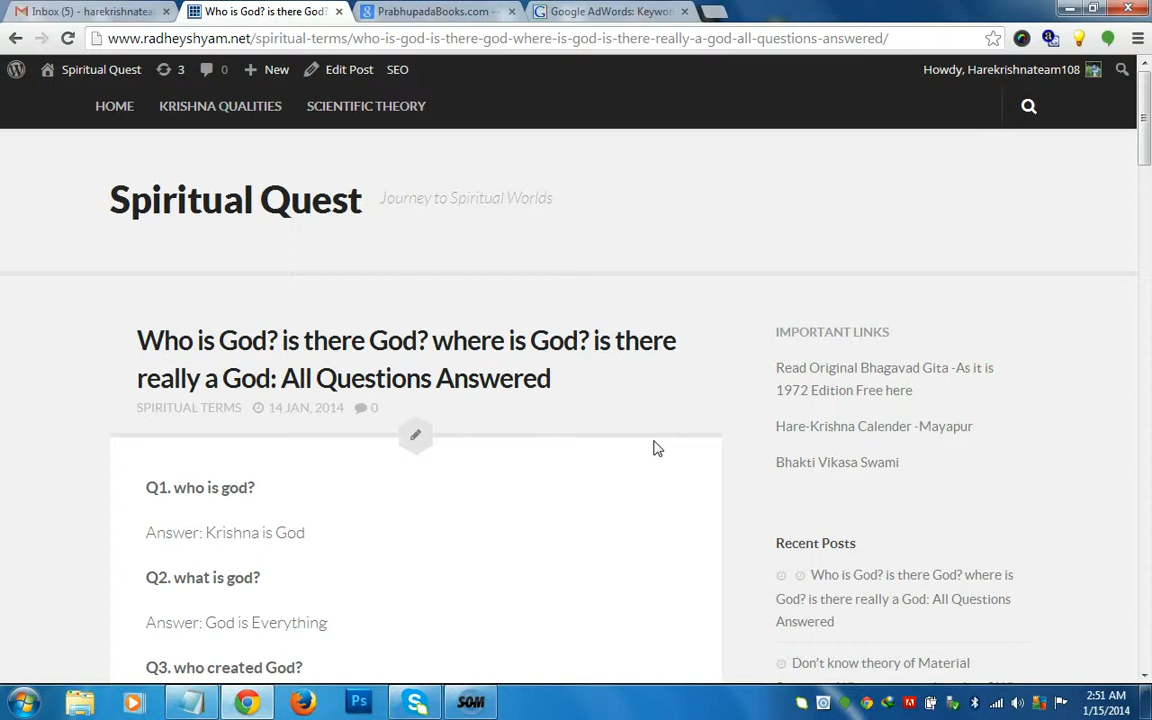 Inbox (5) - harekrishnatea
Who is God? is there God?
PrabhupadaBooks.com --
Google AdWords: Keywor
www.radheyshyam.net/spiritual-terms/who-is-god-is-there-god-where-is-god-is-there-really-a-god-all-questions-answered/
Spiritual Quest 3 0 New Edit Post SEO Howdy, Harekrishnateam108
HOME KRISHNA QUALITIES SCIENTIFIC THEORY
Spiritual Quest Journey to Spiritual Worlds
Who is God? is there God? where is God? is there
really a God: All Questions Answered
SPIRITUAL TERMS 14 JAN, 2014 0
Q1. who is god?
Answer: Krishna is God
Q2. what is god?
Answer: God is Everything
Q3. who created God?
IMPORTANT LINKS
Read Original Bhagavad Gita -As it is
1972 Edition Free here
Hare-Krishna Calender -Mayapur
Bhakti Vikasa Swami
Recent Posts
Who is God? is there God? where is
God? is there really a God: All Questions
Answered
Don't know theory of Material
Ps
SOM
2:51 AM
1/15/2014